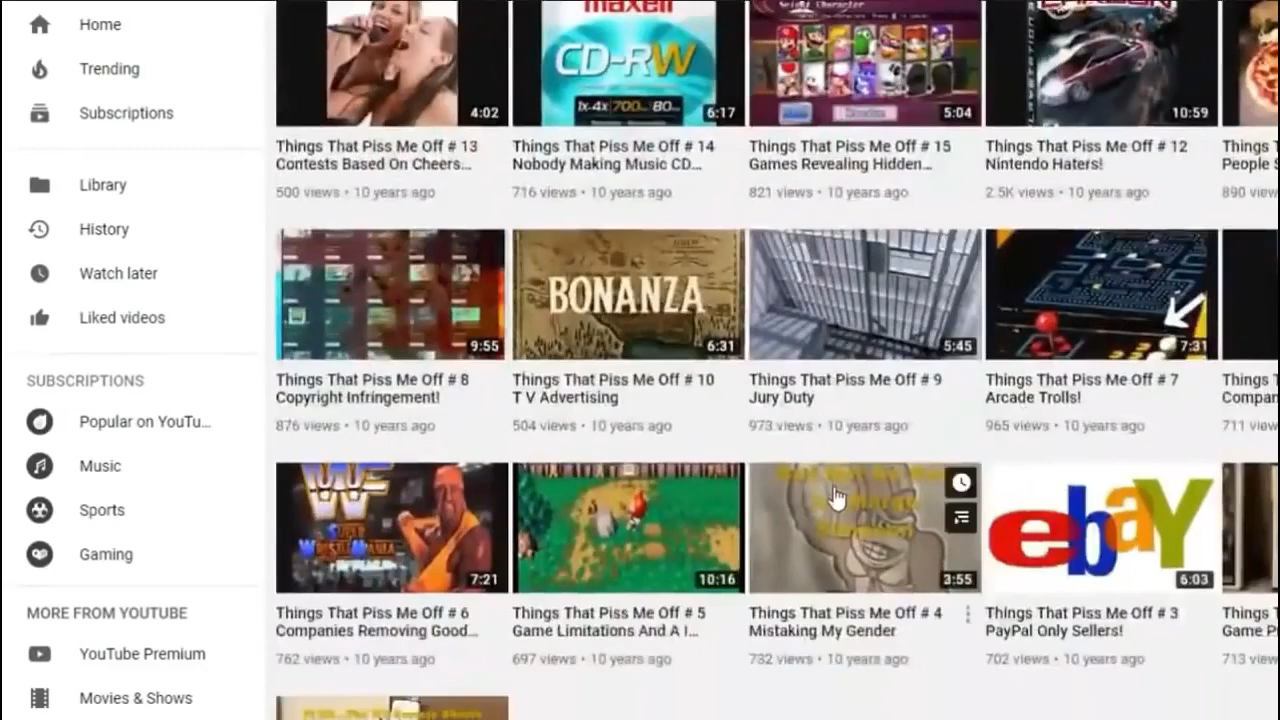 Home
Trending
Subscriptions
Library
History
Watch later
Liked videos
SUBSCRIPTIONS
Popular on YouTu...
Music
Sports
Gaming
MORE FROM YOUTUBE
YouTube Premium
Movies & Shows
4:02
maxell
CD-RW
1x-4x 700 80
6:17
Select Character
5:04
10:59
Things That Piss Me Off # 13
Contests Based On Cheers...
500 views • 10 years ago
Things That Piss Me Off # 14
Nobody Making Music CD...
716 views • 10 years ago
Things That Piss Me Off # 15
Games Revealing Hidden...
821 views • 10 years ago
Things That Piss Me Off # 12
Nintendo Haters!
2.5K views • 10 years ago
Things T
People S
890 view
9:55
BONANZA
6:31
5:45
7:31
Things That Piss Me Off # 8
Copyright Infringement!
876 views • 10 years ago
Things That Piss Me Off # 10
T V Advertising
504 views • 10 years ago
Things That Piss Me Off # 9
Jury Duty
973 views • 10 years ago
Things That Piss Me Off # 7
Arcade Trolls!
965 views • 10 years ago
Things T
Compan
711 view
WF
SUPER
WRESTLEMANIA
7:21
10:16
3:55
ebay
6:03
Things That Piss Me Off # 6
Companies Removing Good...
762 views • 10 years ago
Things That Piss Me Off # 5
Game Limitations And A l...
697 views • 10 years ago
Things That Piss Me Off # 4
Mistaking My Gender
732 views • 10 years ago
Things That Piss Me Off # 3
PayPal Only Sellers!
702 views • 10 years ago
Things T
Game P
713 view